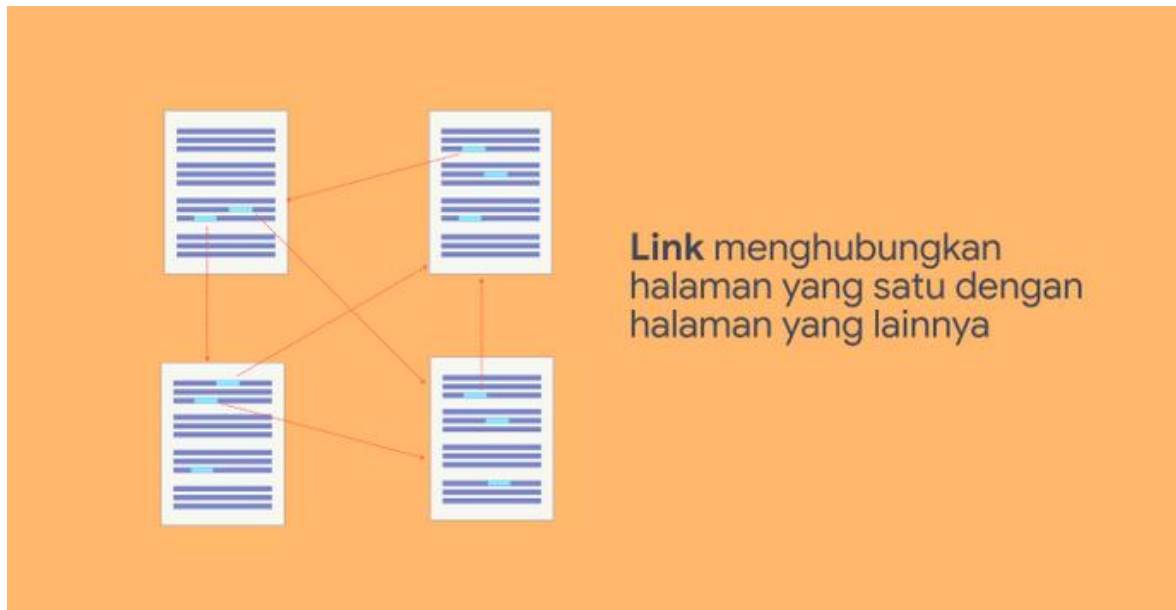 Link menghubungkan
halaman yang satu dengan
halaman yang lainnya